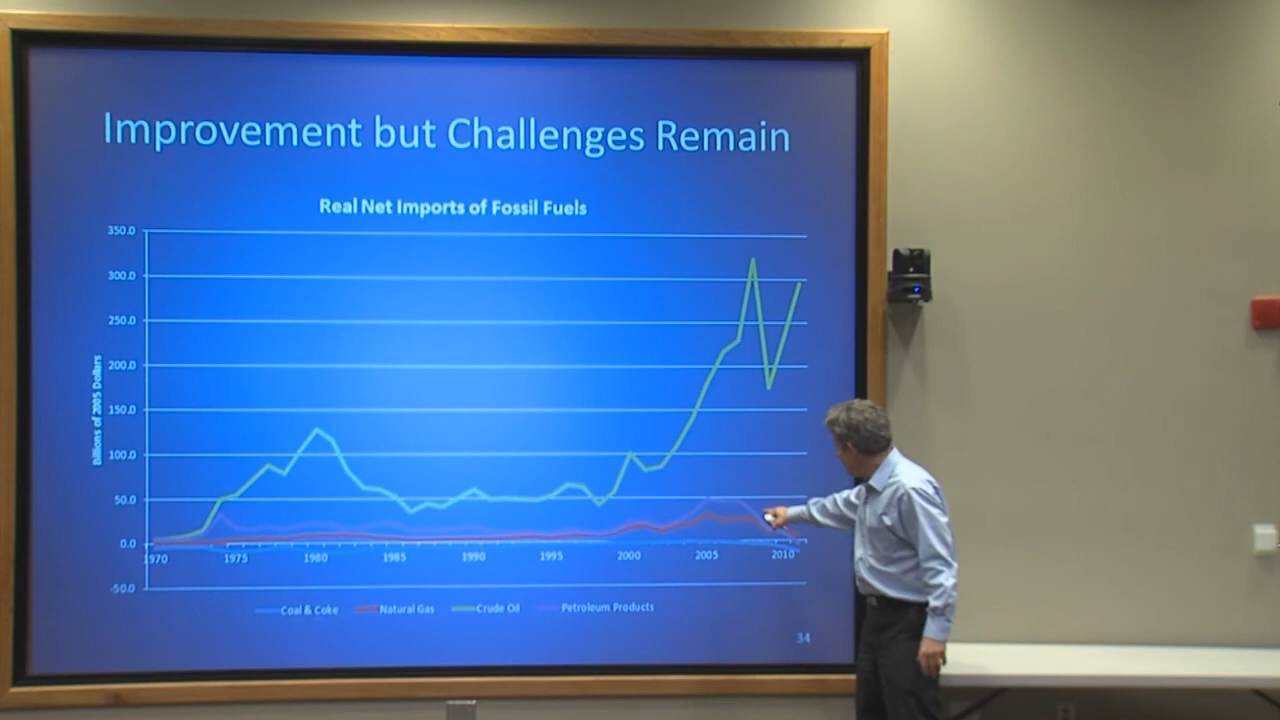 Improvement but Challenges Remain
Real Net Imports of Fossil Fuels
350.0
300.0
250.0
200.0
150.0
100.0
50.0
0.0
-50.0
Billions of 2005 Dollars
1970 1975 1980 1985 1990 1995 2000 2005 2010
Coal & Coke Natural Gas Crude Oil Petroleum Products
34